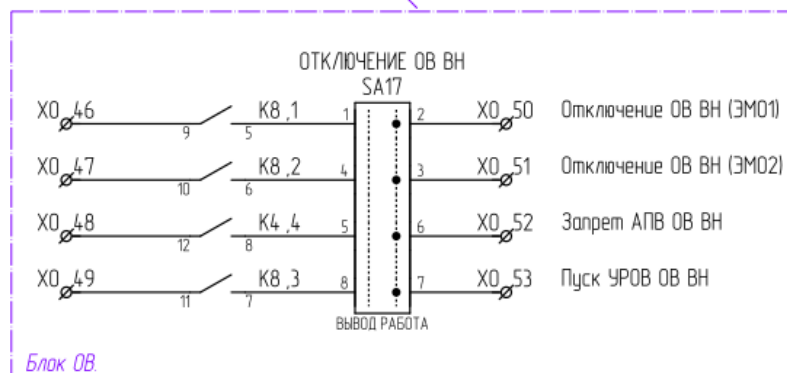 ОТКЛЮЧЕНИЕ ОВ ВН
SA17
X0 46 9 5 K8 ,1 1 2 X0 50 Отключение ОВ ВН (ЭМО1)
X0 47 10 6 K8 ,2 4 3 X0 51 Отключение ОВ ВН (ЭМО2)
X0 48 12 8 K4 ,4 5 6 X0 52 Запрет АПВ ОВ ВН
X0 49 11 7 K8 ,3 8 7 X0 53 Пуск УРОВ ОВ ВН
ВЫВОД РАБОТА
Блок ОВ.